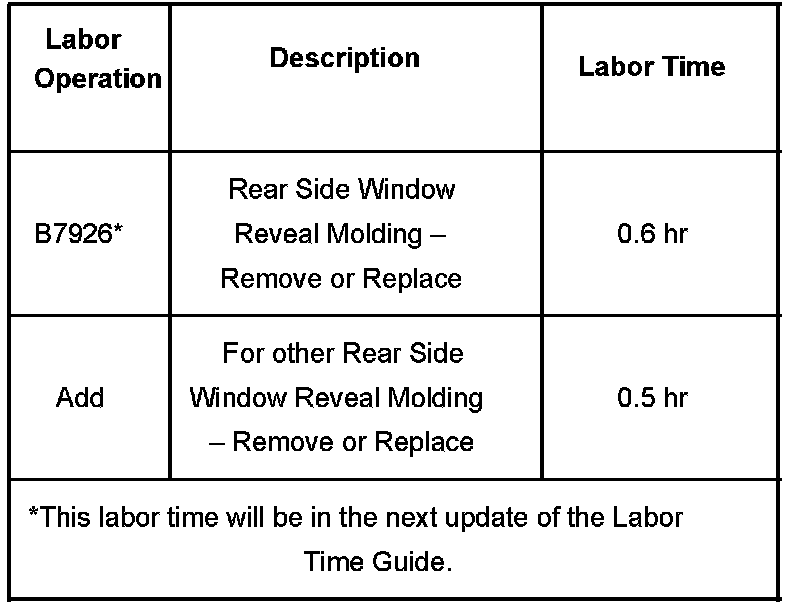 Labor
Operation
Description
Labor Time
B7926*
Rear Side Window
Reveal Molding –
Remove or Replace
0.6 hr
Add
For other Rear Side
Window Reveal Molding
– Remove or Replace
0.5 hr
*This labor time will be in the next update of the Labor
Time Guide.